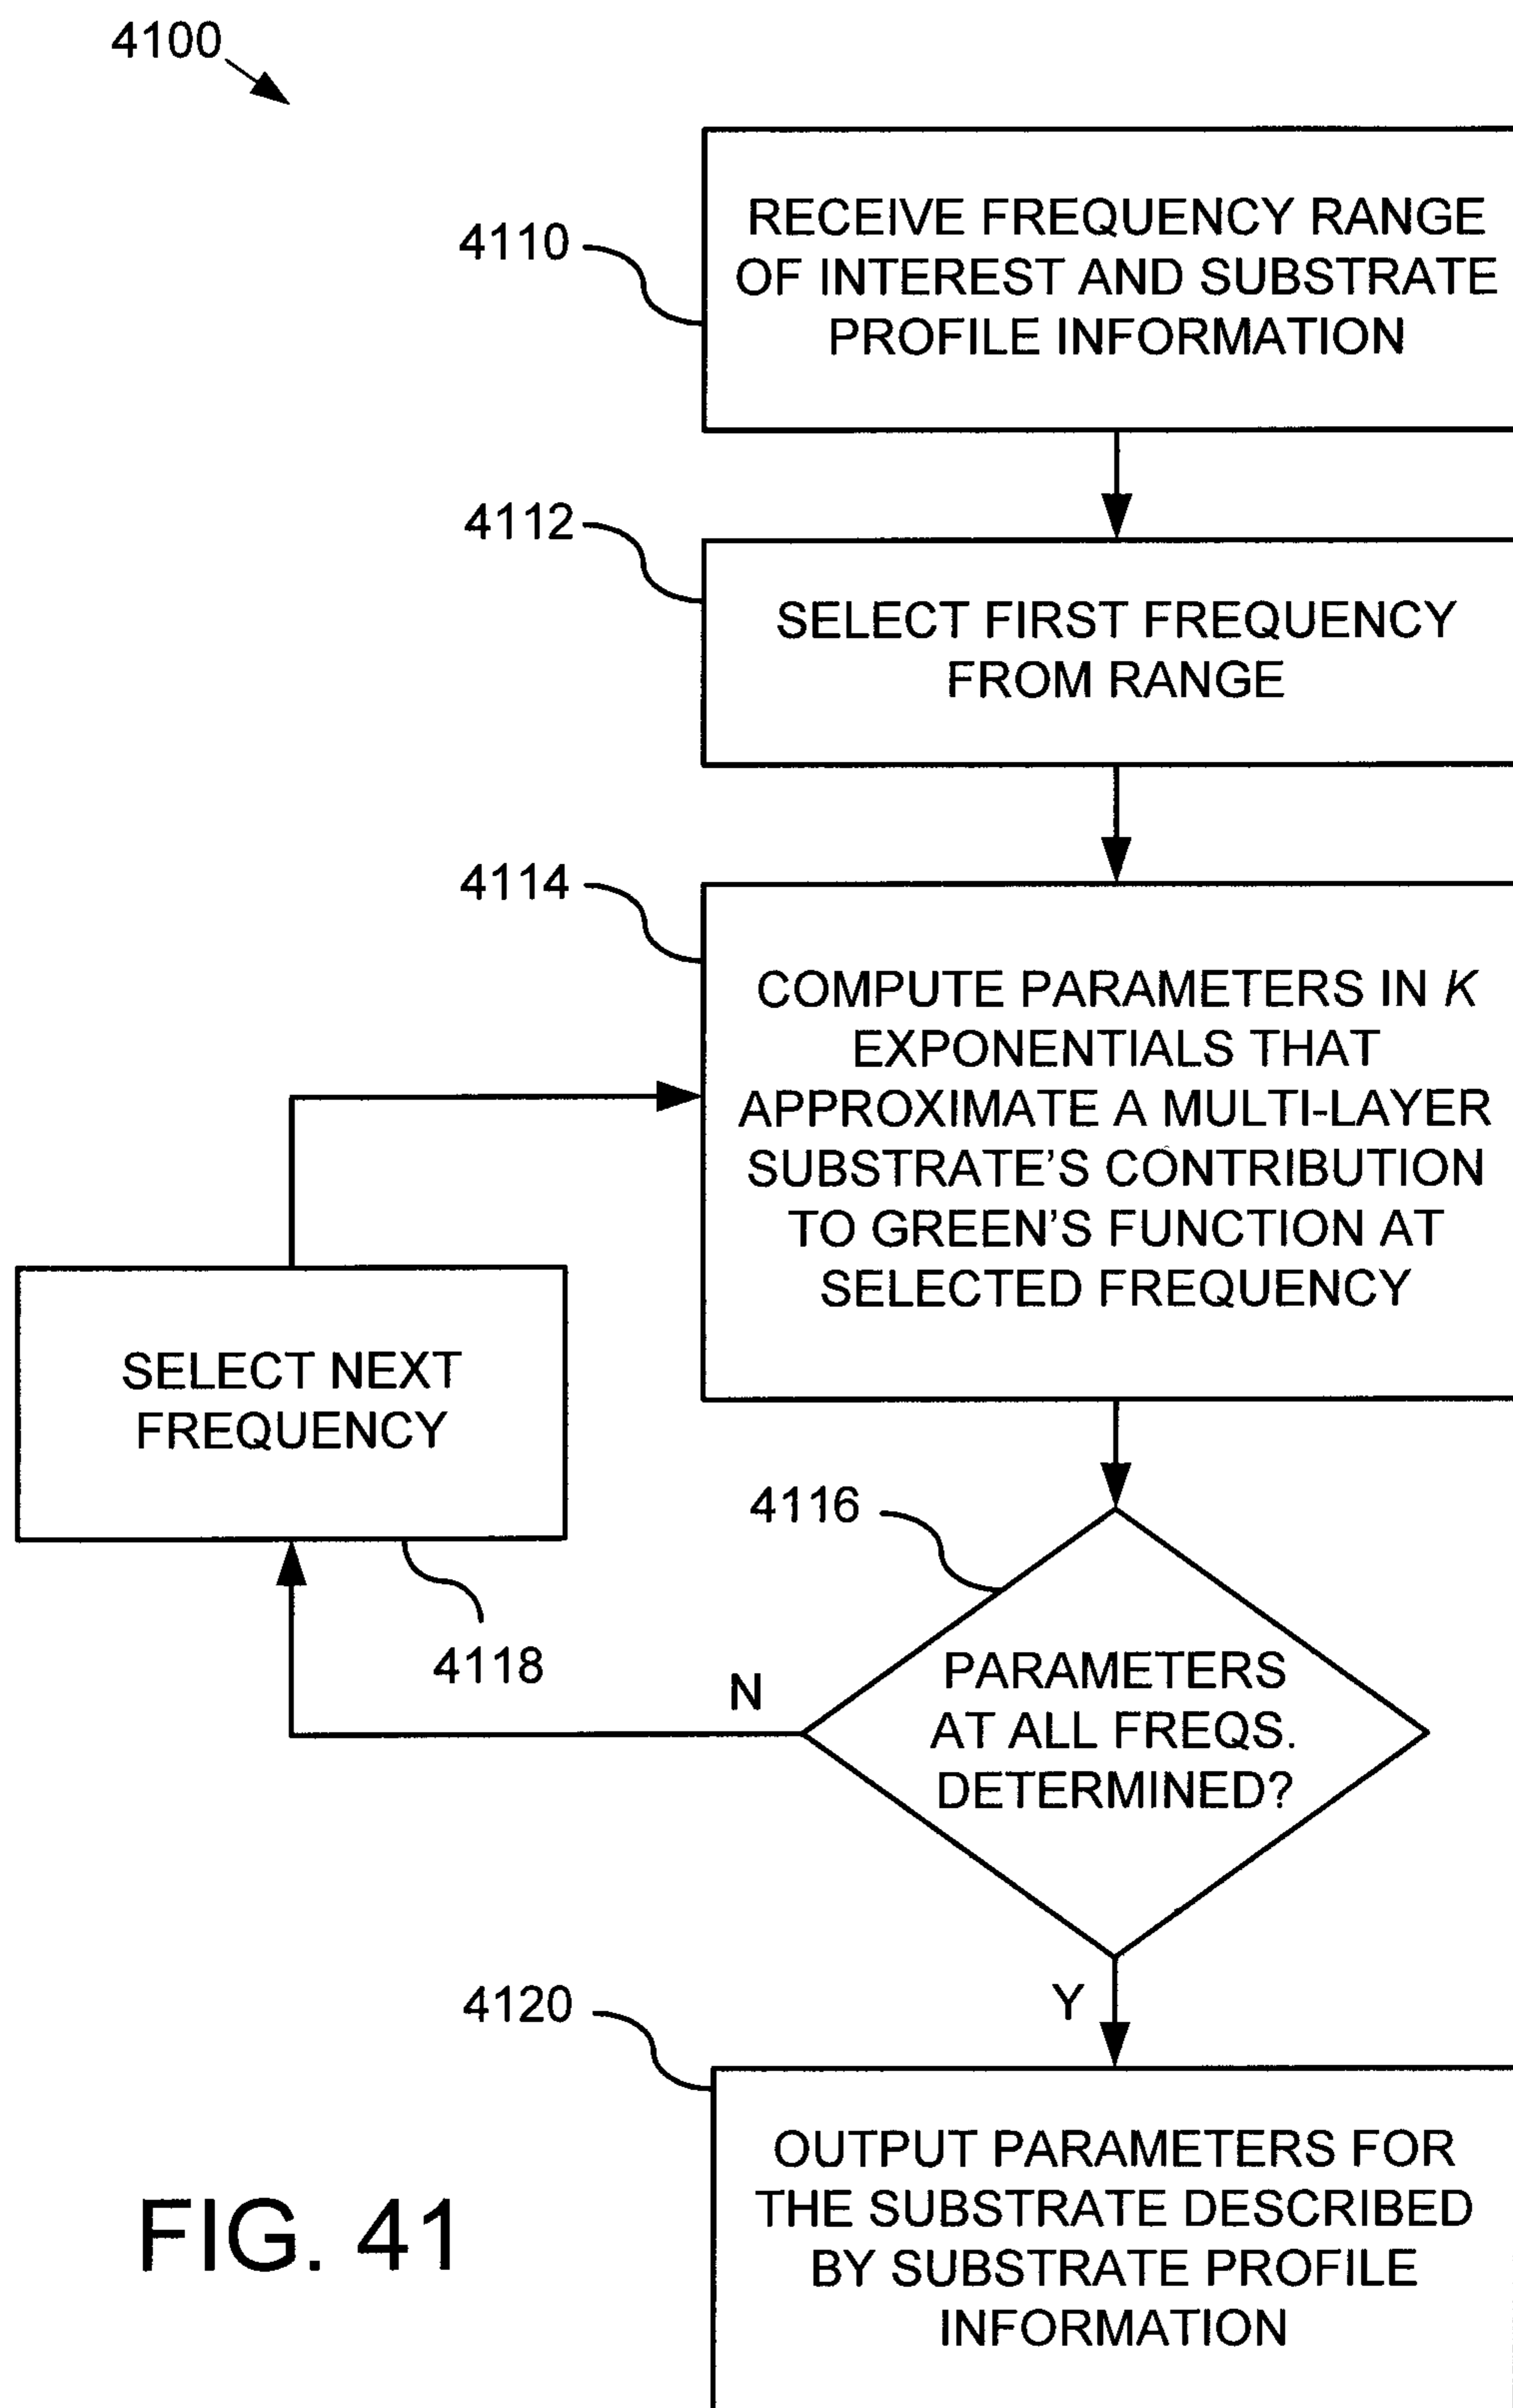 4100
4110
RECEIVE FREQUENCY RANGE
OF INTEREST AND SUBSTRATE
PROFILE INFORMATION
4112
SELECT FIRST FREQUENCY
FROM RANGE
4114
COMPUTE PARAMETERS IN K
EXPONENTIALS THAT
APPROXIMATE A MULTI-LAYER
SUBSTRATE'S CONTRIBUTION
TO GREEN'S FUNCTION AT
SELECTED FREQUENCY
SELECT NEXT
FREQUENCY
4118
4116
PARAMETERS
AT ALL FREQS.
DETERMINED?
N
Y
4120
OUTPUT PARAMETERS FOR
THE SUBSTRATE DESCRIBED
BY SUBSTRATE PROFILE
INFORMATION
FIG. 41